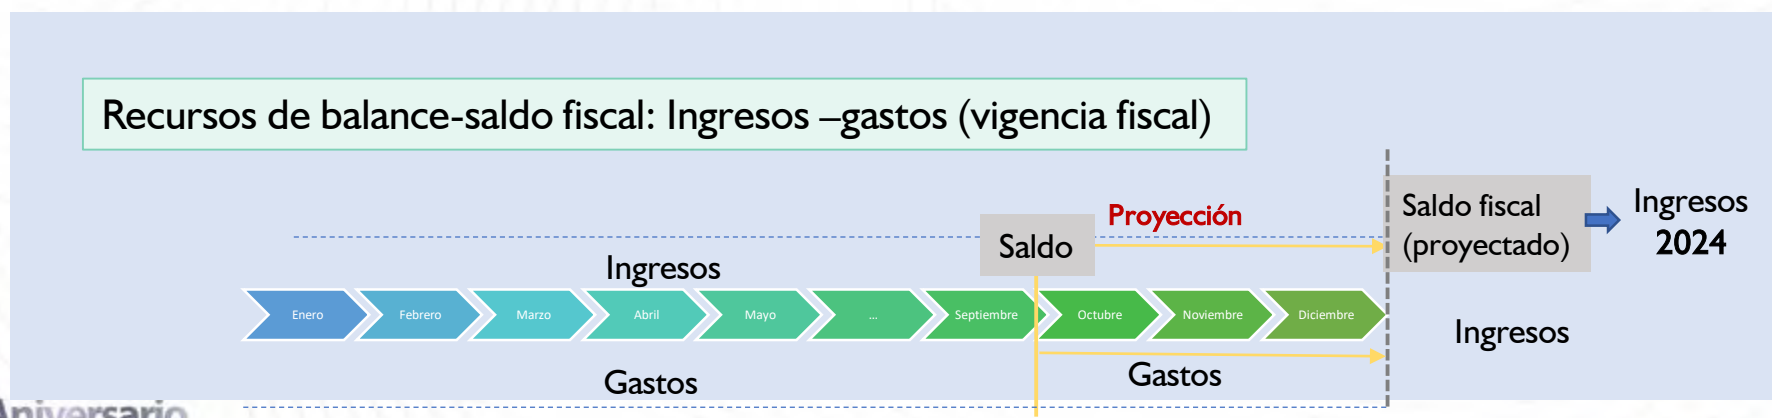 Recursos de balance-saldo fiscal: Ingresos –gastos (vigencia fiscal)
Proyección
Saldo
Saldo fiscal
(proyectado)
Ingresos
2024
Ingresos
Enero
Febrero
Marzo
Abril
Mayo
...
Septiembre
Octubre
Noviembre
Diciembre
Ingresos
Gastos
Gastos
Aniversario